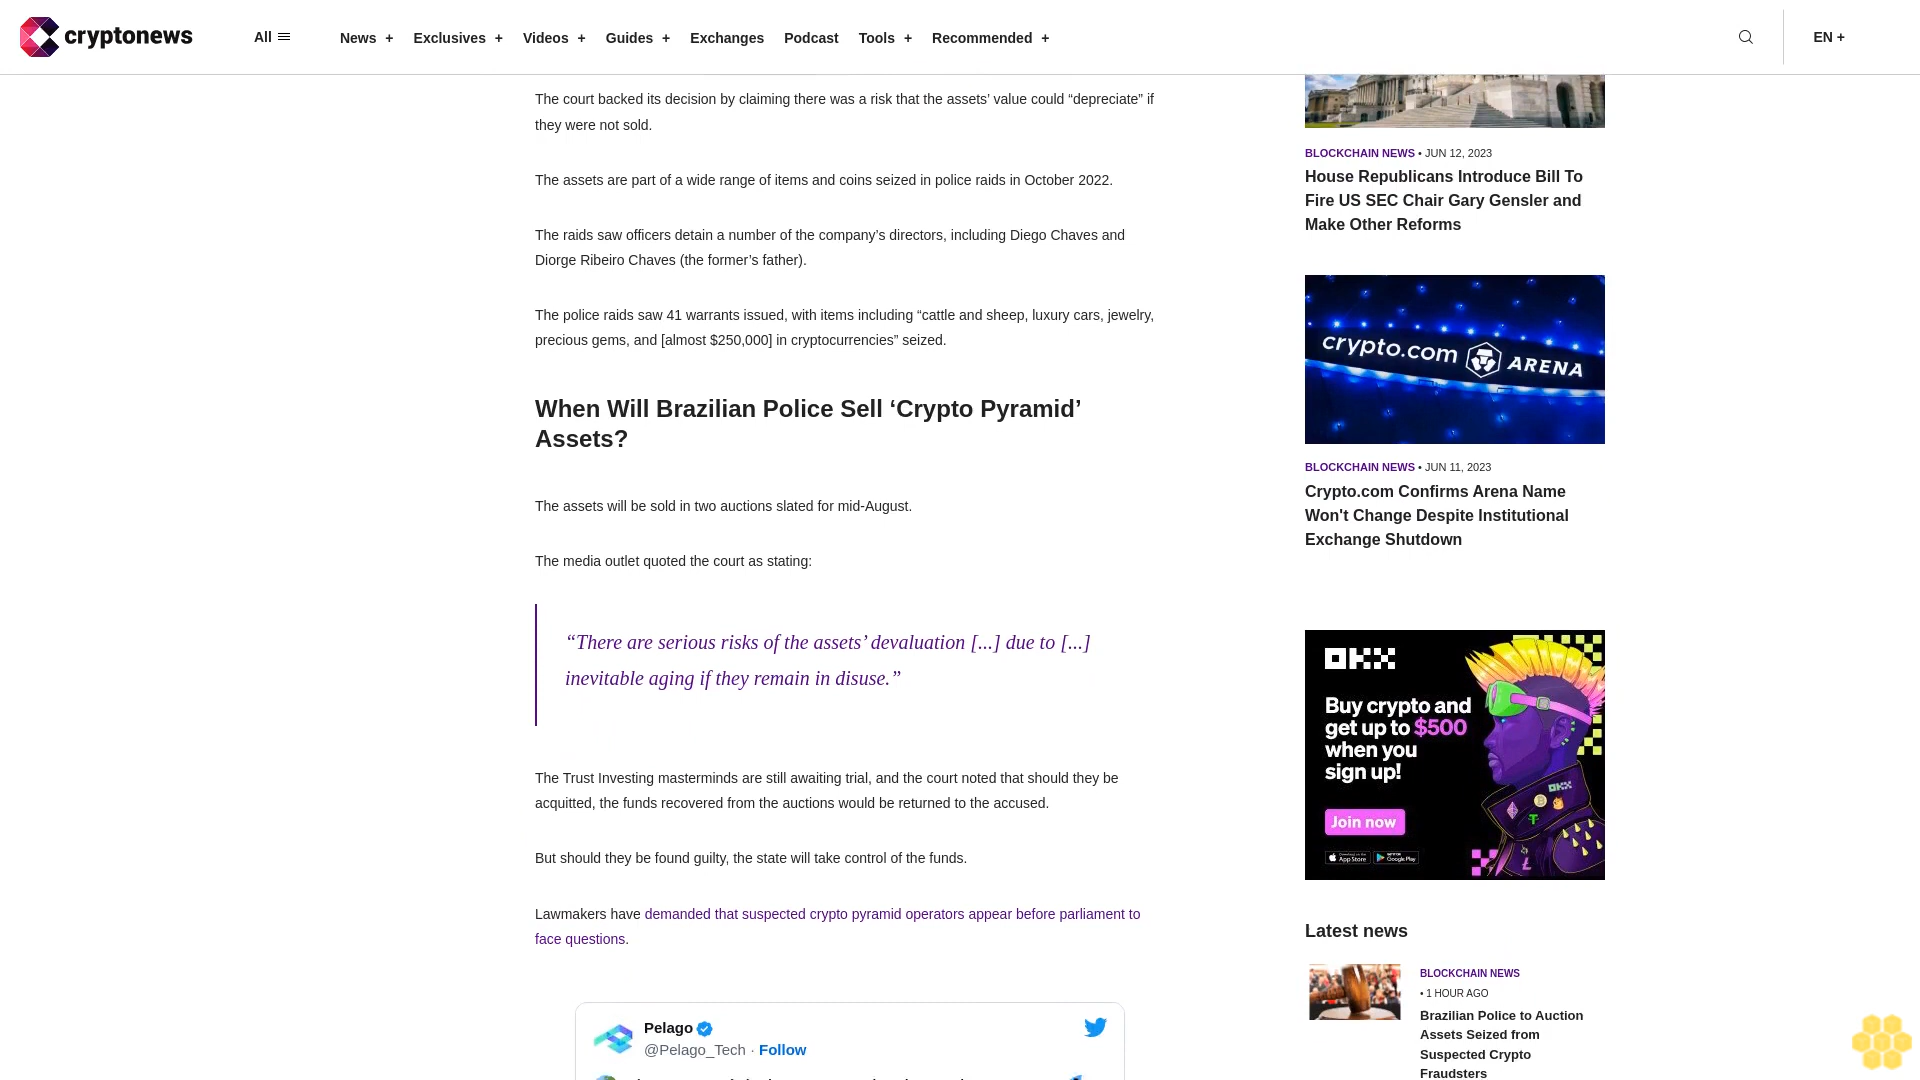 cryptonews
All
News +
Exclusives +
Videos +
Guides +
Exchanges
Podcast
Tools +
Recommended +
EN +
The court backed its decision by claiming there was a risk that the assets’ value could “depreciate” if
they were not sold.
The assets are part of a wide range of items and coins seized in police raids in October 2022.
The raids saw officers detain a number of the company’s directors, including Diego Chaves and
Diorge Ribeiro Chaves (the former’s father).
The police raids saw 41 warrants issued, with items including “cattle and sheep, luxury cars, jewelry,
precious gems, and [almost $250,000] in cryptocurrencies” seized.
When Will Brazilian Police Sell ‘Crypto Pyramid’
Assets?
The assets will be sold in two auctions slated for mid-August.
The media outlet quoted the court as stating:
“There are serious risks of the assets’ devaluation [...] due to [...]
inevitable aging if they remain in disuse.”
The Trust Investing masterminds are still awaiting trial, and the court noted that should they be
acquitted, the funds recovered from the auctions would be returned to the accused.
But should they be found guilty, the state will take control of the funds.
Lawmakers have demanded that suspected crypto pyramid operators appear before parliament to
face questions.
Pelago
@Pelago_Tech · Follow
BLOCKCHAIN NEWS • JUN 12, 2023
House Republicans Introduce Bill To
Fire US SEC Chair Gary Gensler and
Make Other Reforms
crypto.com ARENA
BLOCKCHAIN NEWS • JUN 11, 2023
Crypto.com Confirms Arena Name
Won't Change Despite Institutional
Exchange Shutdown
OKX
Buy crypto and
get up to $500
when you
sign up!
Join now
Download on the
App Store
Google Play
OKX
Latest news
BLOCKCHAIN NEWS
• 1 HOUR AGO
Brazilian Police to Auction
Assets Seized from
Suspected Crypto
Fraudsters